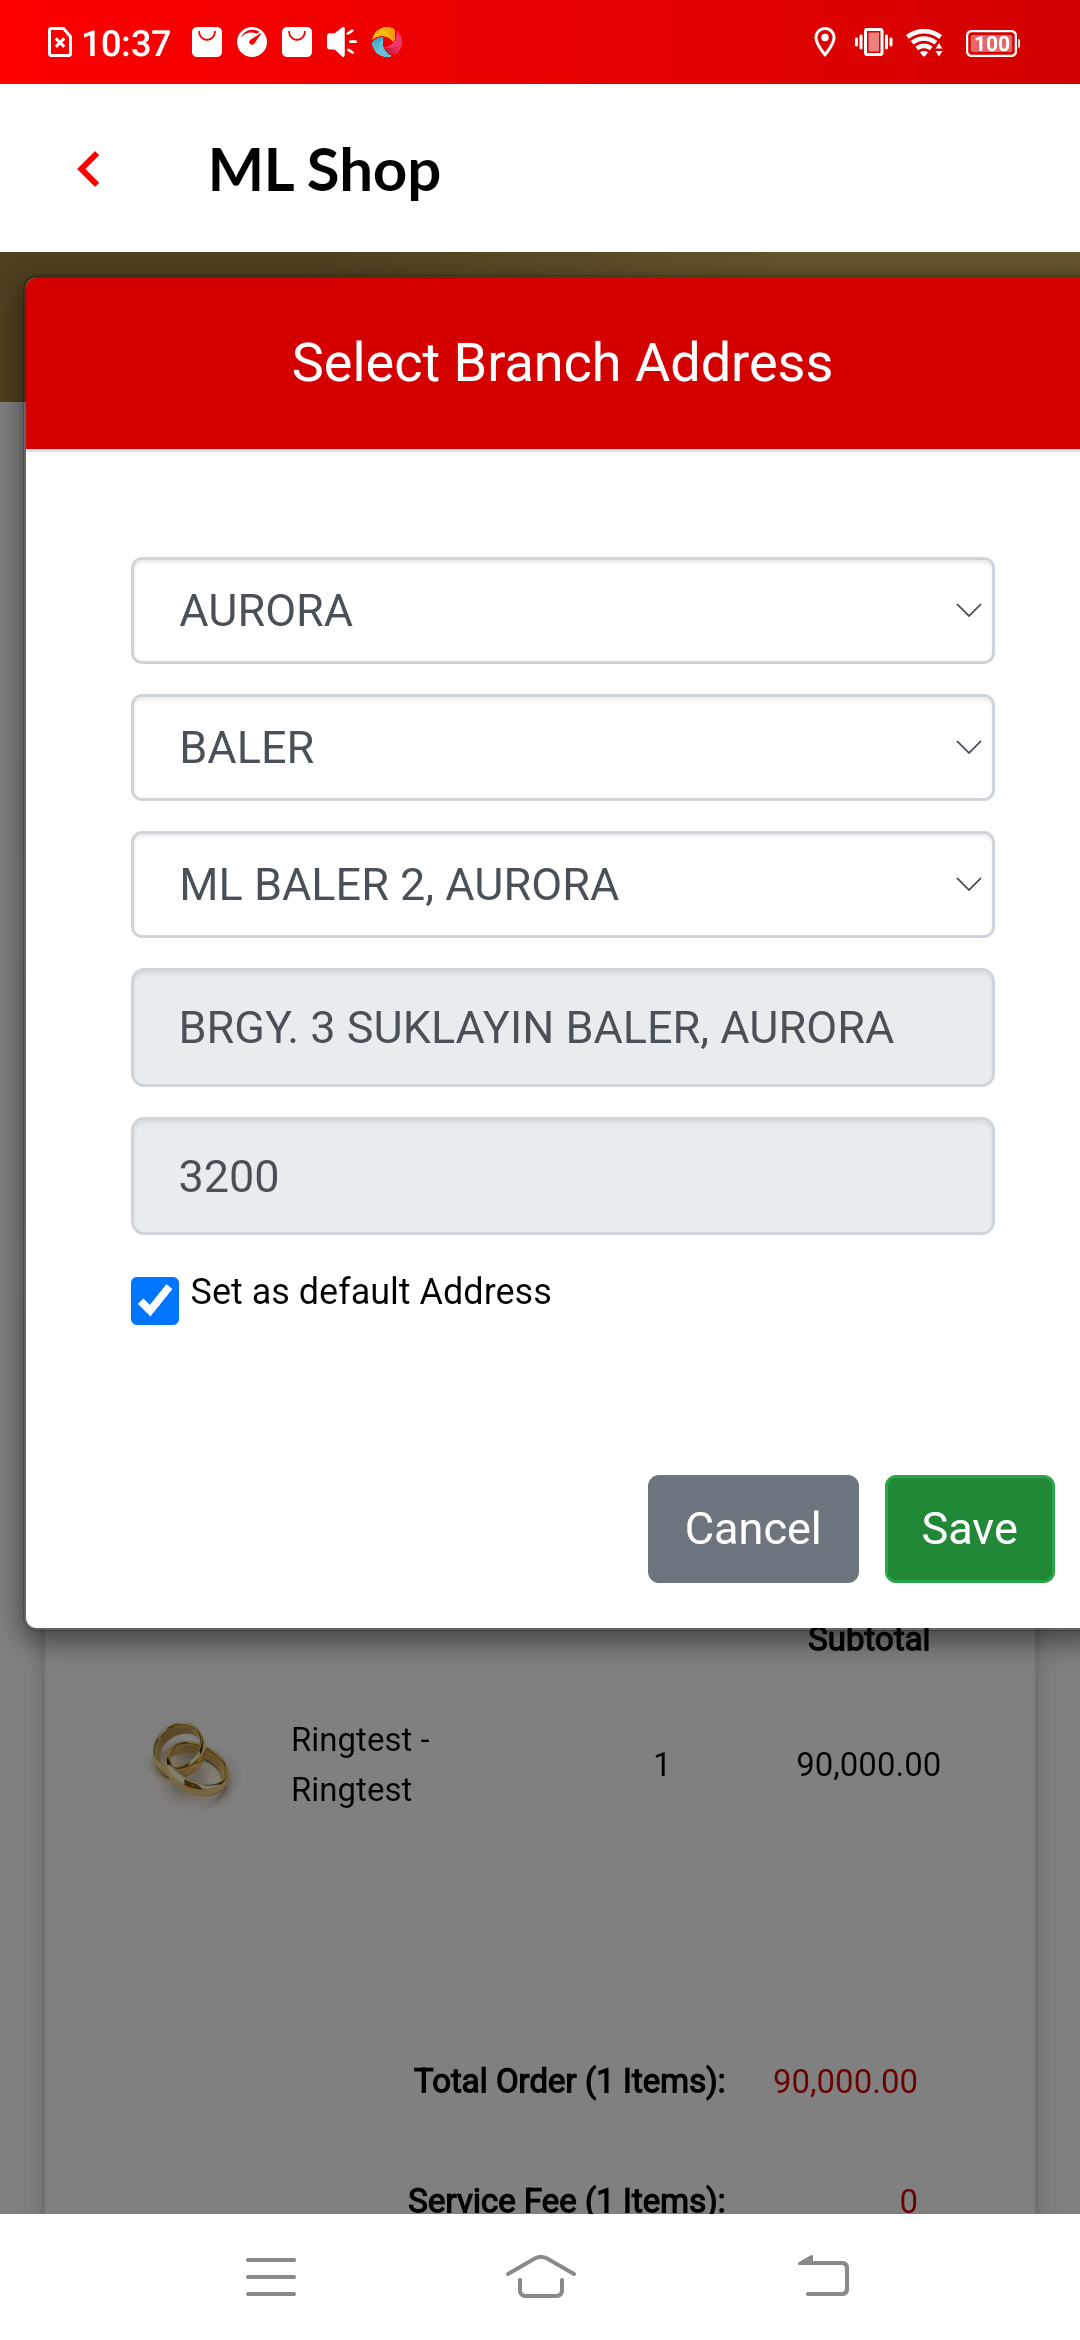 10:37
100
ML Shop
Select Branch Address
AURORA
BALER
ML BALER 2, AURORA
BRGY. 3 SUKLAYIN BALER, AURORA
3200
Set as default Address
Cancel
Save
Subtotal
Ringtest -
Ringtest
1
90,000.00
Total Order (1 Items): 90,000.00
Service Fee (1 Items): 0